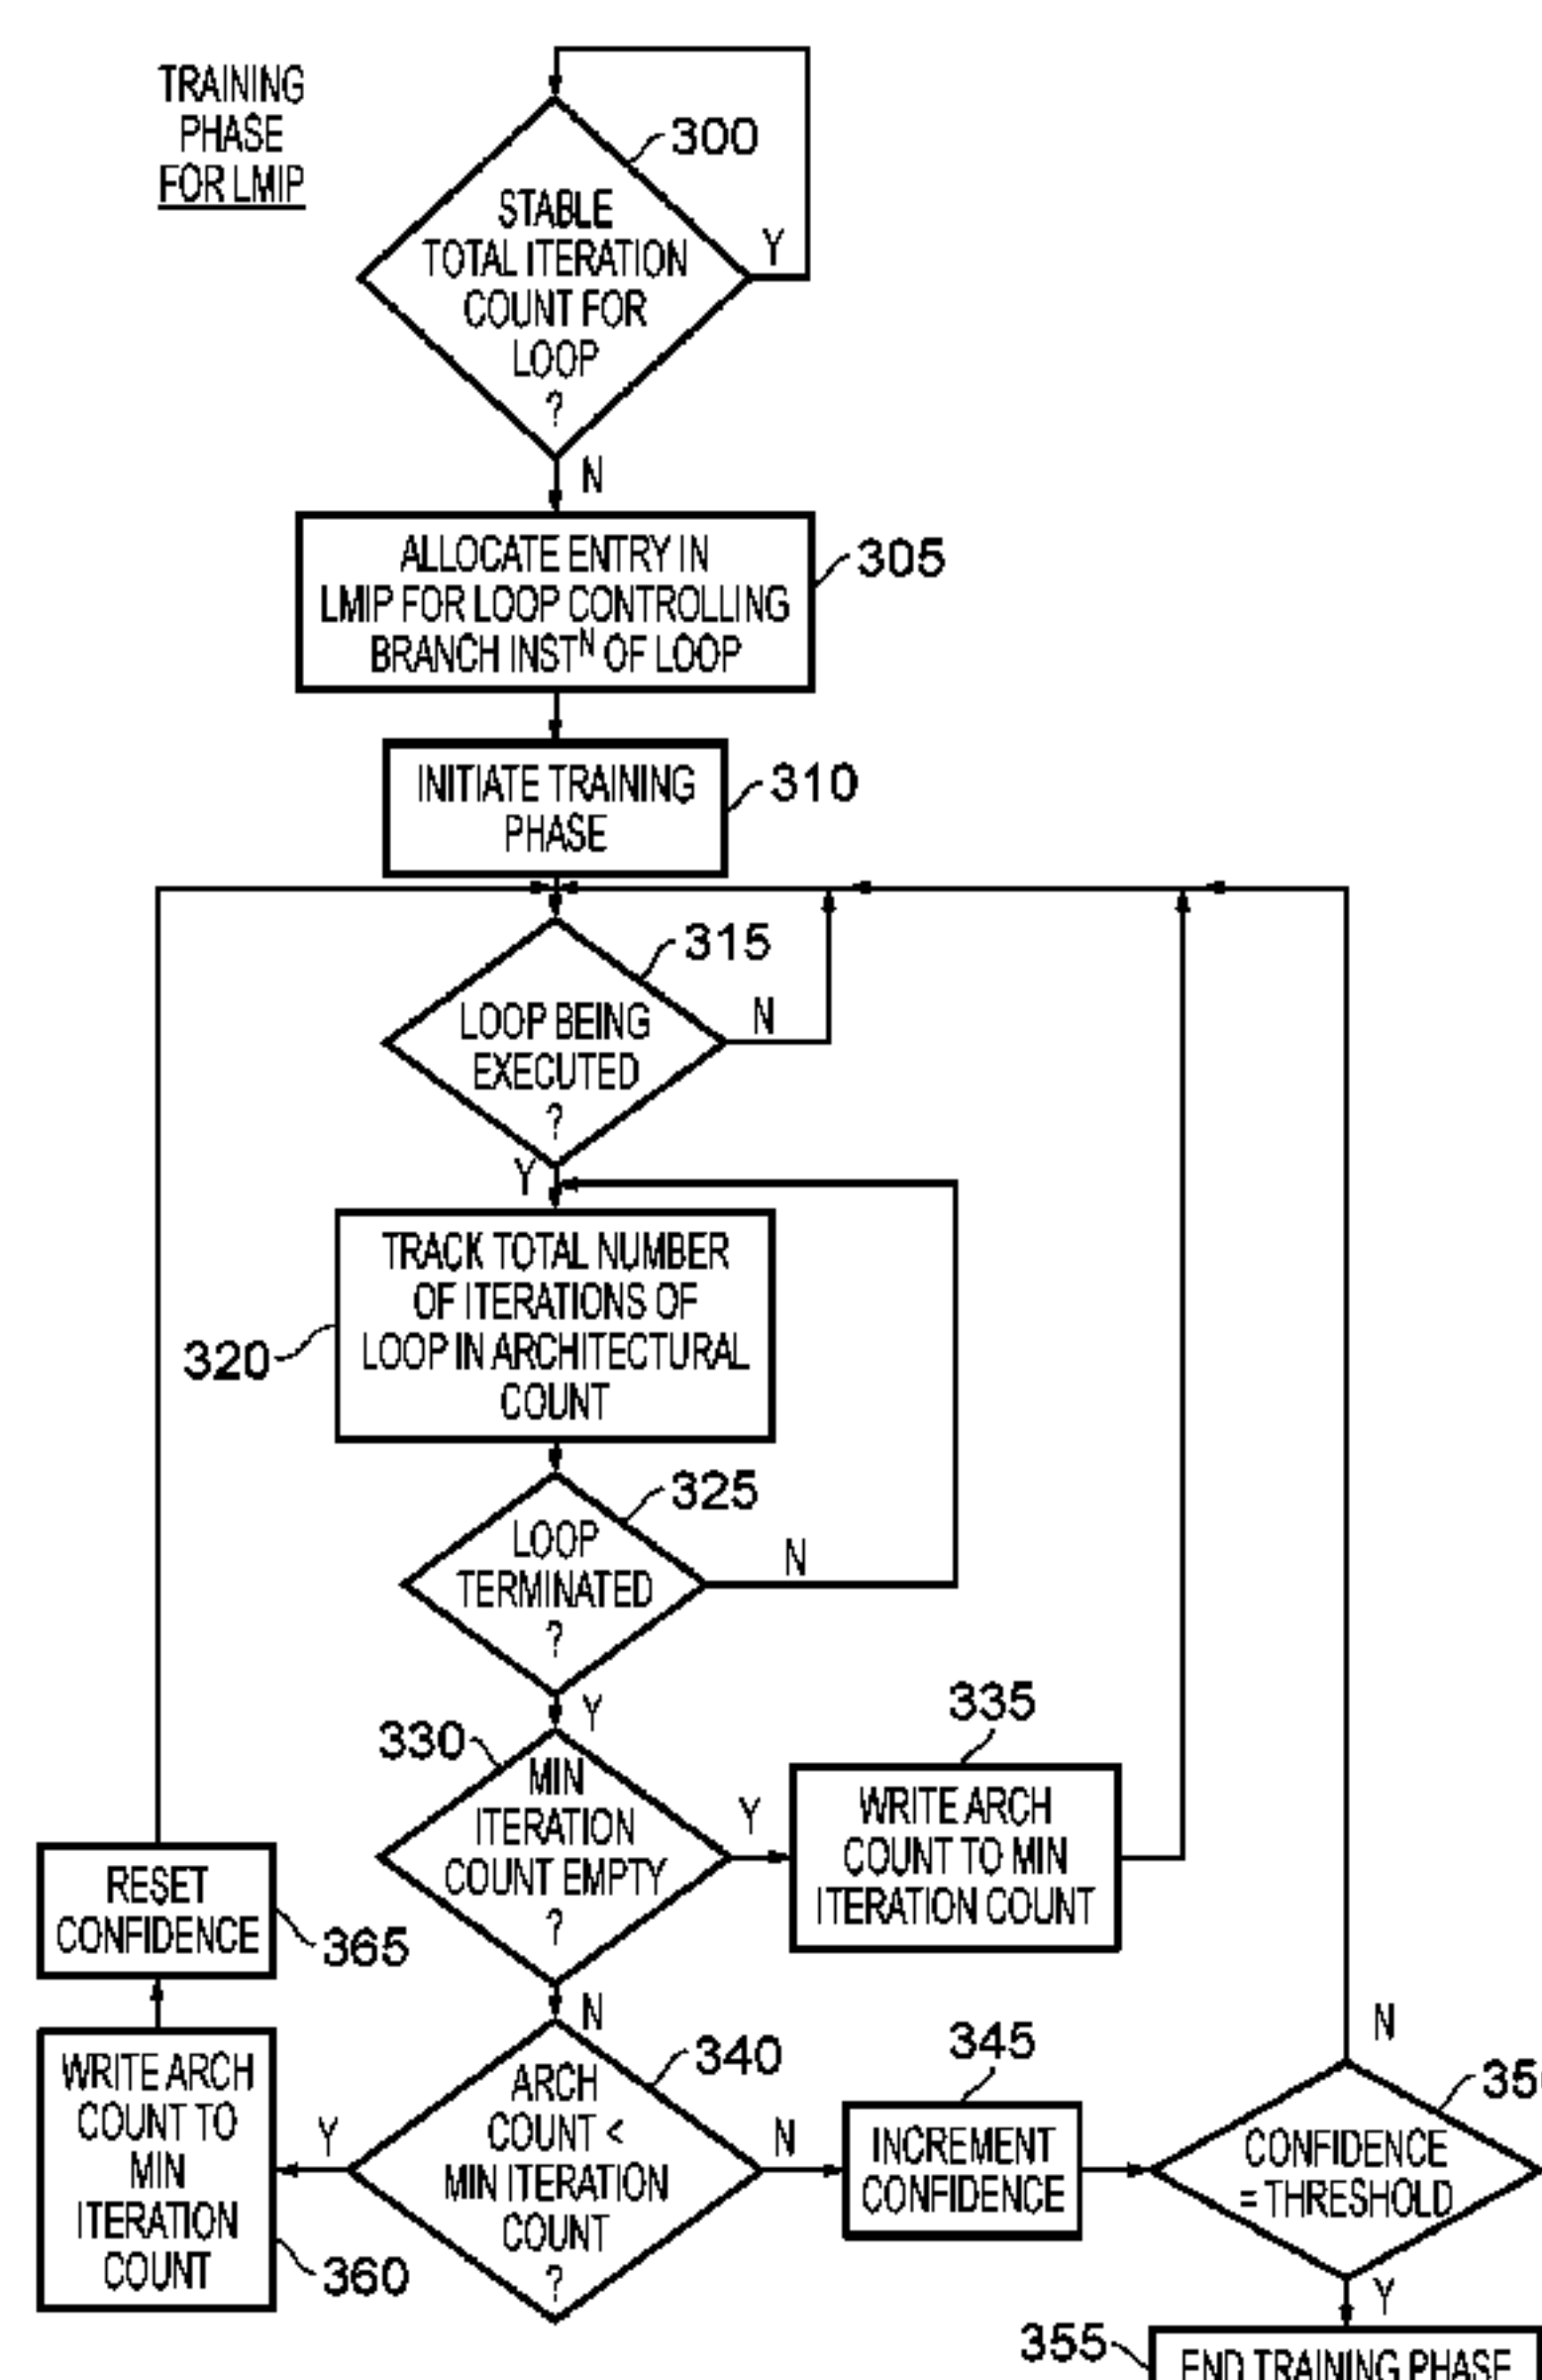 TRAINING
PHASE
FOR LMIP
300
STABLE
TOTAL ITERATION
COUNT FOR
LOOP
?
Y
N
ALLOCATE ENTRY IN
LMIP FOR LOOP CONTROLLING
BRANCH INSTᴺ OF LOOP
305
INITIATE TRAINING
PHASE
310
315
LOOP BEING
EXECUTED
?
N
Y
TRACK TOTAL NUMBER
OF ITERATIONS OF
LOOP IN ARCHITECTURAL
COUNT
320
325
LOOP
TERMINATED
?
N
Y
330
MIN
ITERATION
COUNT EMPTY
?
Y
335
WRITE ARCH
COUNT TO MIN
ITERATION COUNT
RESET
CONFIDENCE
365
N
340
ARCH
COUNT <
MIN ITERATION
COUNT
?
Y
WRITE ARCH
COUNT TO
MIN
ITERATION
COUNT
360
N
345
INCREMENT
CONFIDENCE
N
CONFIDENCE
= THRESHOLD
Y
355
END TRAINING PHASE